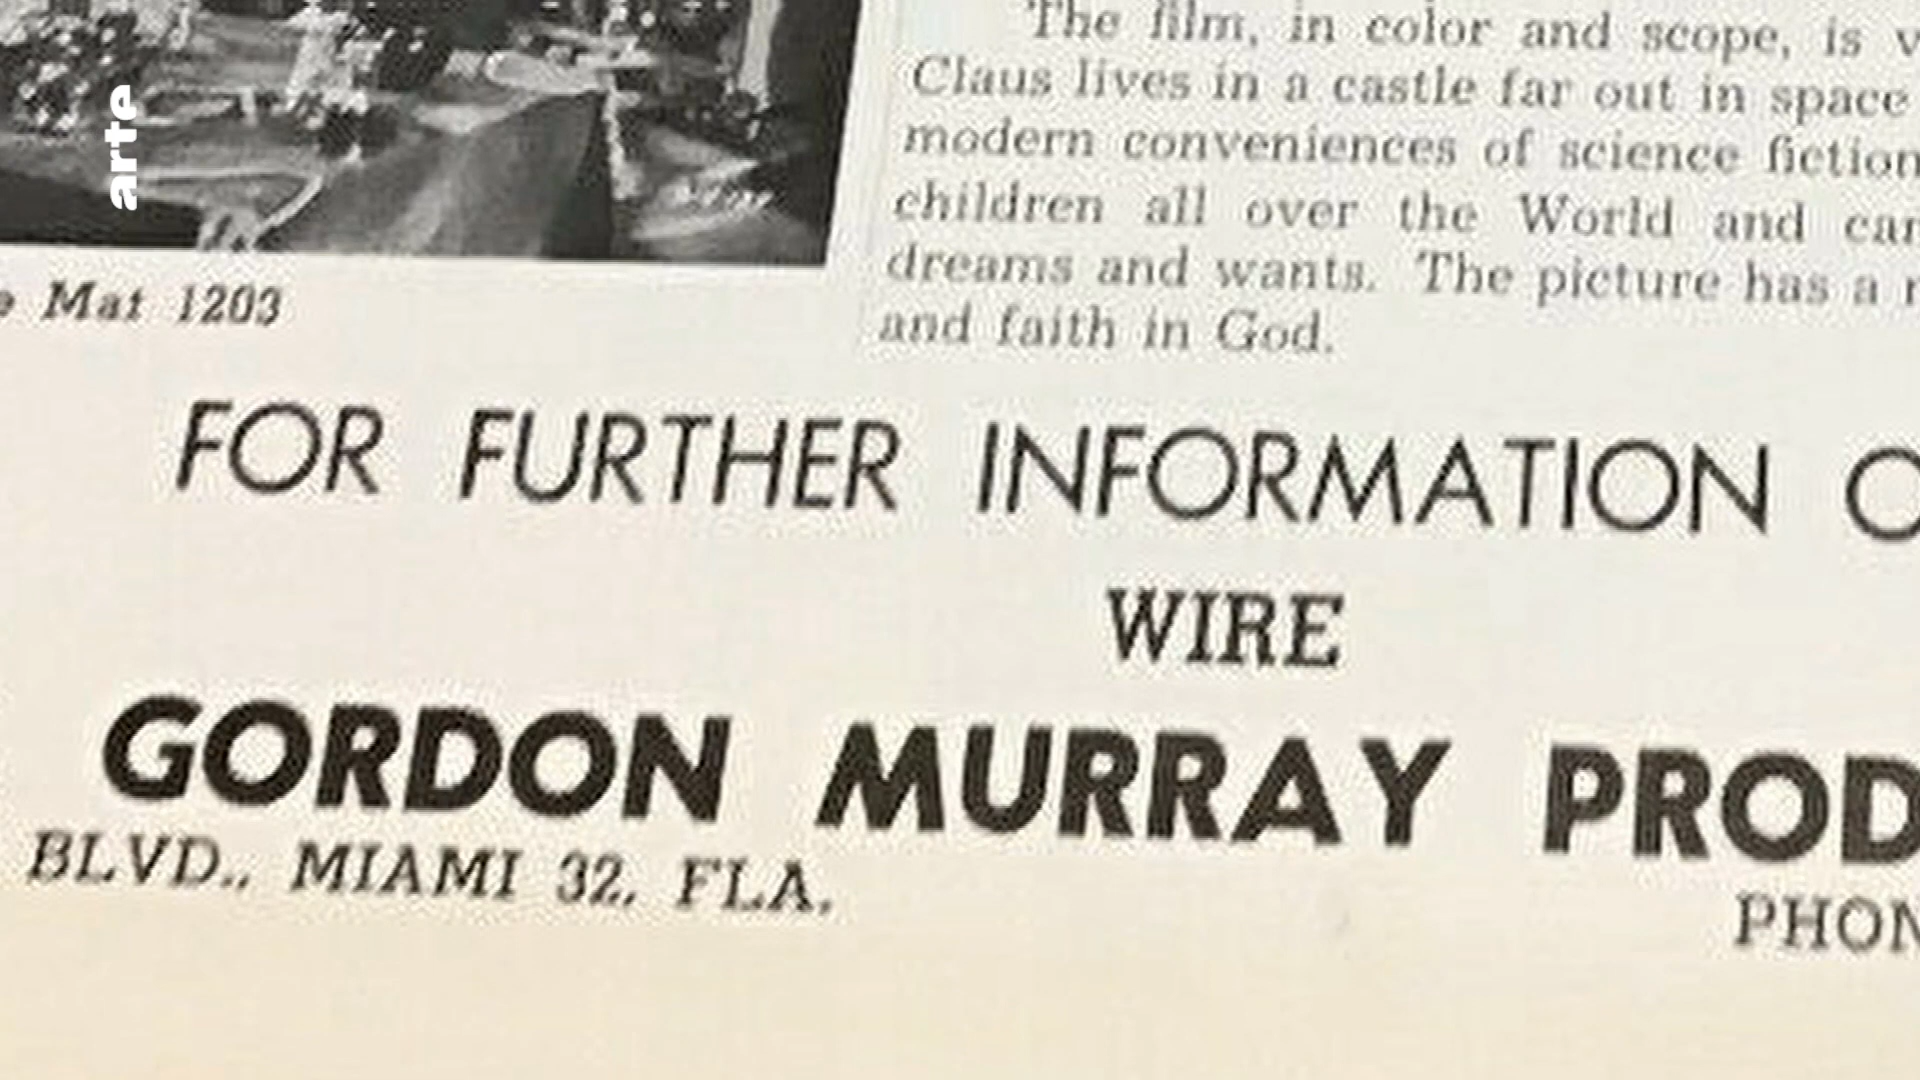 arte
The film, in color and scope, is
Claus lives in a castle far out in space
modern conveniences of science fiction
children all over the World and
dreams and wants. The picture has a
and faith in God.
Mat 1203
FOR FURTHER INFORMATION
WIRE
GORDON MURRAY PROD
BLVD., MIAMI 32, FLA.
PHON